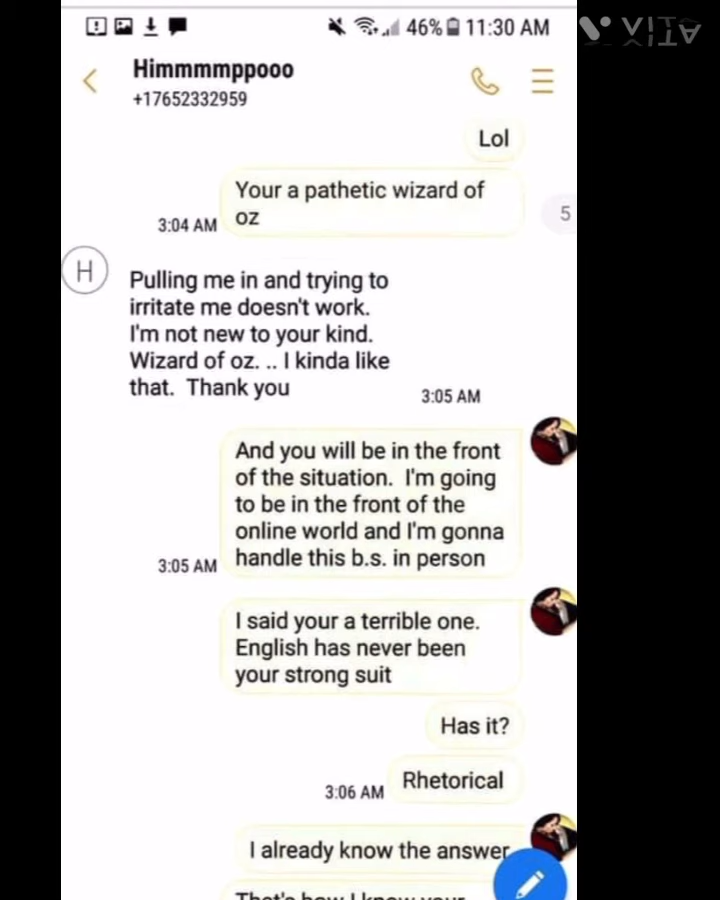 46% 11:30 AM
VITA
Himmmmppooo
+17652332959
Lol
Your a pathetic wizard of
oz
3:04 AM
5
H
Pulling me in and trying to
irritate me doesn't work.
I'm not new to your kind.
Wizard of oz. .. I kinda like
that.  Thank you
3:05 AM
And you will be in the front
of the situation.  I'm going
to be in the front of the
online world and I'm gonna
handle this b.s. in person
3:05 AM
I said your a terrible one.
English has never been
your strong suit
Has it?
Rhetorical
3:06 AM
I already know the answer
That's how I know your